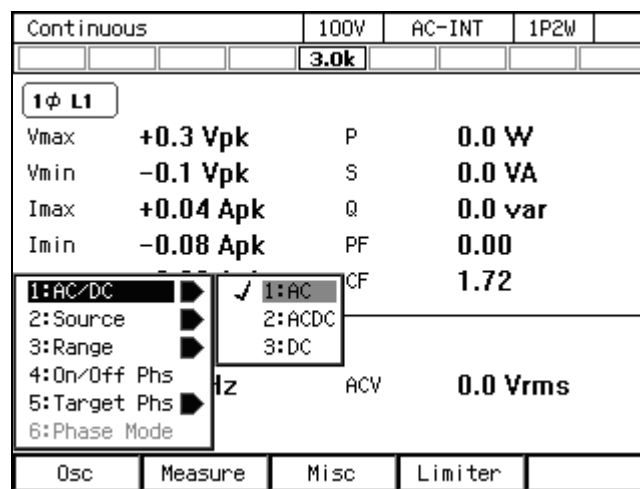 Continuous 100V AC-INT 1P2W
3.0k
1ϕ L1
Vmax +0.3 Vpk P 0.0 W
Vmin -0.1 Vpk S 0.0 VA
Imax +0.04 Apk Q 0.0 var
Imin -0.08 Apk PF 0.00
1:AC/DC ✓ 1:AC CF 1.72
2:Source 2:ACDC
3:Range 3:DC
4:On/Off Phs Hz ACV 0.0 Vrms
5:Target Phs
6:Phase Mode
Osc Measure Misc Limiter